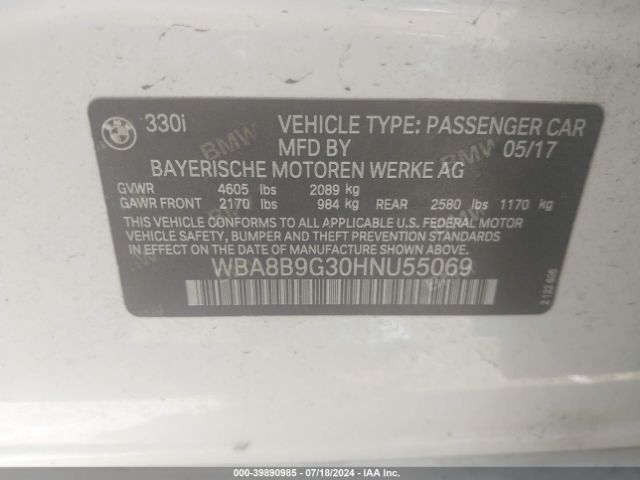 BMW 330i VEHICLE TYPE: PASSENGER CAR
MFD BY 05/17
BAYERISCHE MOTOREN WERKE AG
GVWR 4605 lbs 2089 kg
GAWR FRONT 2170 lbs 984 kg REAR 2580 lbs 1170 kg
THIS VEHICLE CONFORMS TO ALL APPLICABLE U.S. FEDERAL MOTOR
VEHICLE SAFETY, BUMPER AND THEFT PREVENTION STANDARDS
IN EFFECT ON THE DATE OF MANUFACTURE SHOWN ABOVE.
WBA8B9G30HNU55069
000-39890985 07/18/2024 - IAAI.COM